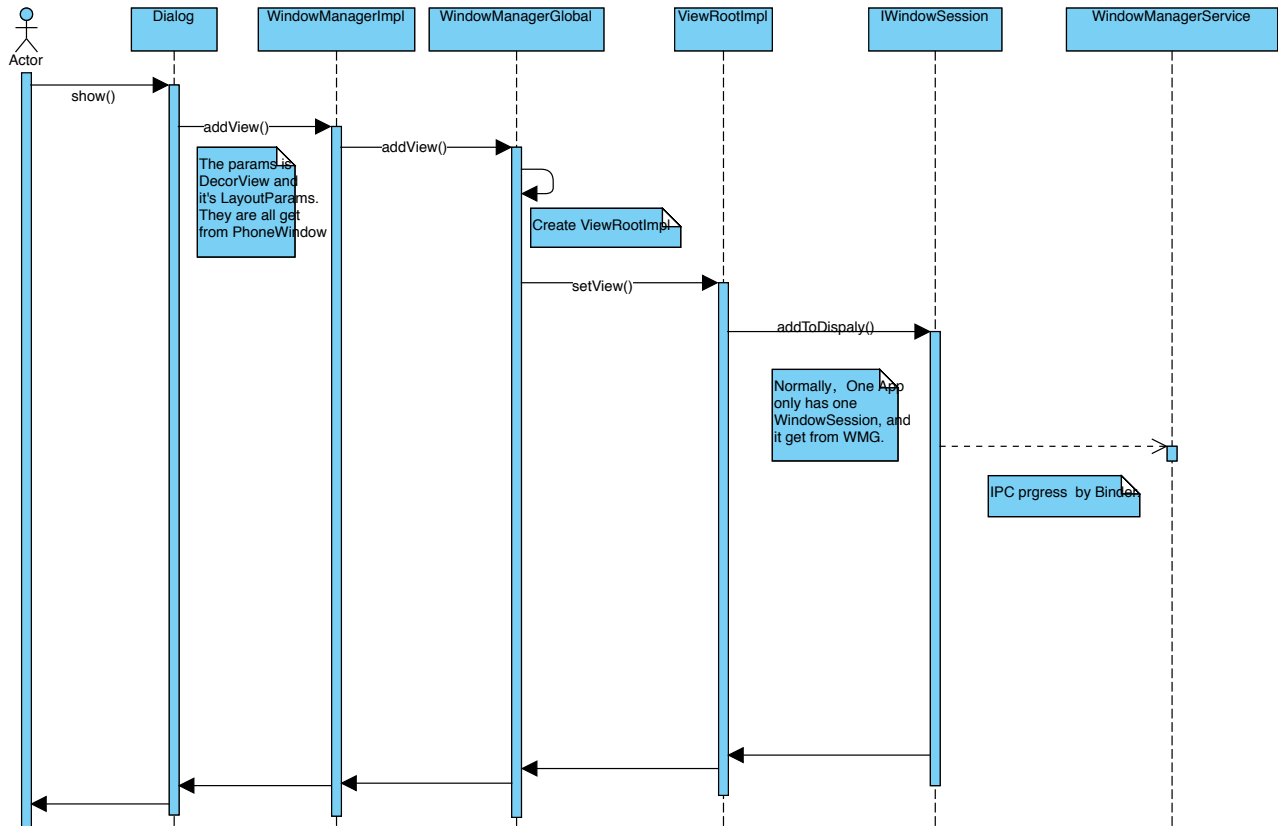 Dialog
WindowManagerImpl
WindowManagerGlobal
ViewRootImpl
IWindowSession
WindowManagerService
Actor
show()
addView()
addView()
The params is
DecorView and
it's LayoutParams.
They are all get
from PhoneWindow
Create ViewRootImpl
setView()
addToDispaly()
Normally，One App
only has one
WindowSession, and
it get from WMG.
IPC prgress  by Binder.